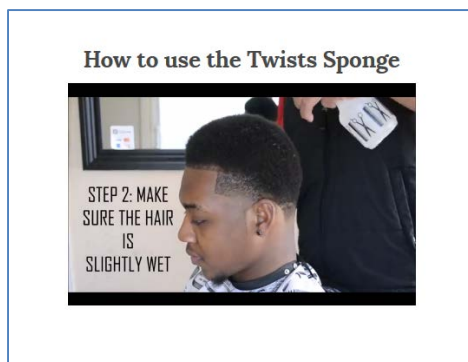 How to use the Twists Sponge
STEP 2: MAKE
SURE THE HAIR
IS
SLIGHTLY WET